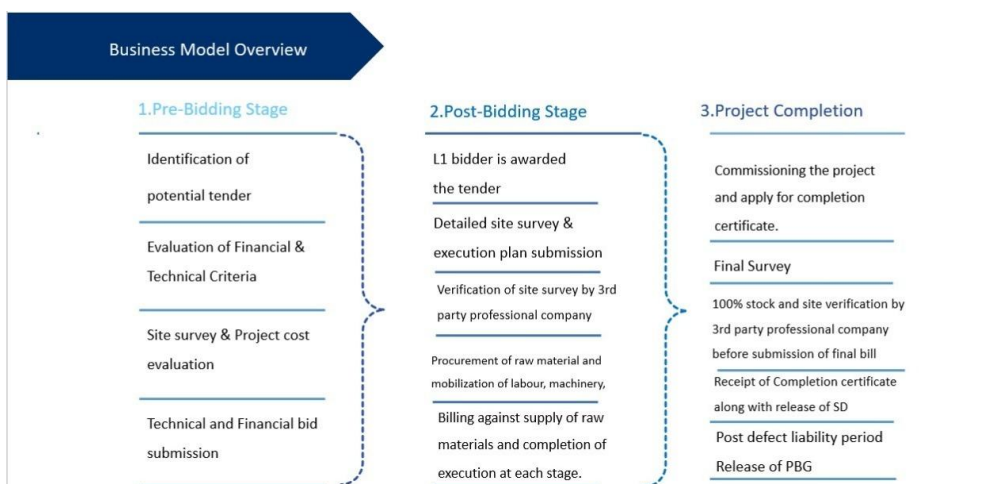 Business Model Overview
1.Pre-Bidding Stage
Identification of
potential tender
Evaluation of Financial &
Technical Criteria
Site survey & Project cost
evaluation
Technical and Financial bid
submission
2.Post-Bidding Stage
L1 bidder is awarded
the tender
Detailed site survey &
execution plan submission
Verification of site survey by 3rd
party professional company
Procurement of raw material and
mobilization of labour, machinery,
Billing against supply of raw
materials and completion of
execution at each stage.
3.Project Completion
Commissioning the project
and apply for completion
certificate.
Final Survey
100% stock and site verification by
3rd party professional company
before submission of final bill
Receipt of Completion certificate
along with release of SD
Post defect liability period
Release of PBG